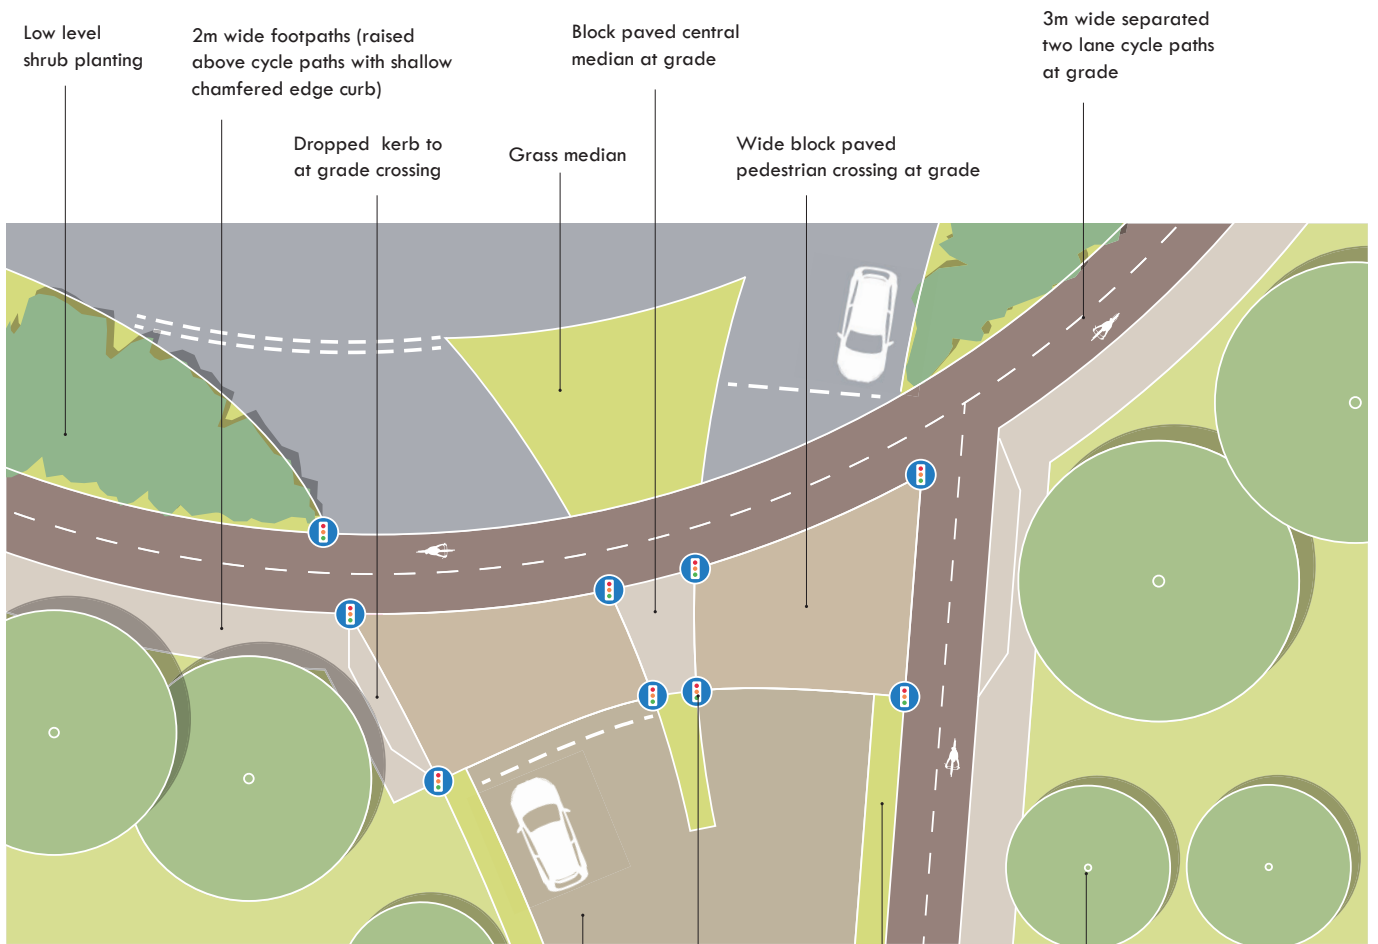 Low level
shrub planting
2m wide footpaths (raised
above cycle paths with shallow
chamfered edge curb)
Dropped kerb to
at grade crossing
Grass median
Block paved central
median at grade
Wide block paved
pedestrian crossing at grade
3m wide separated
two lane cycle paths
at grade